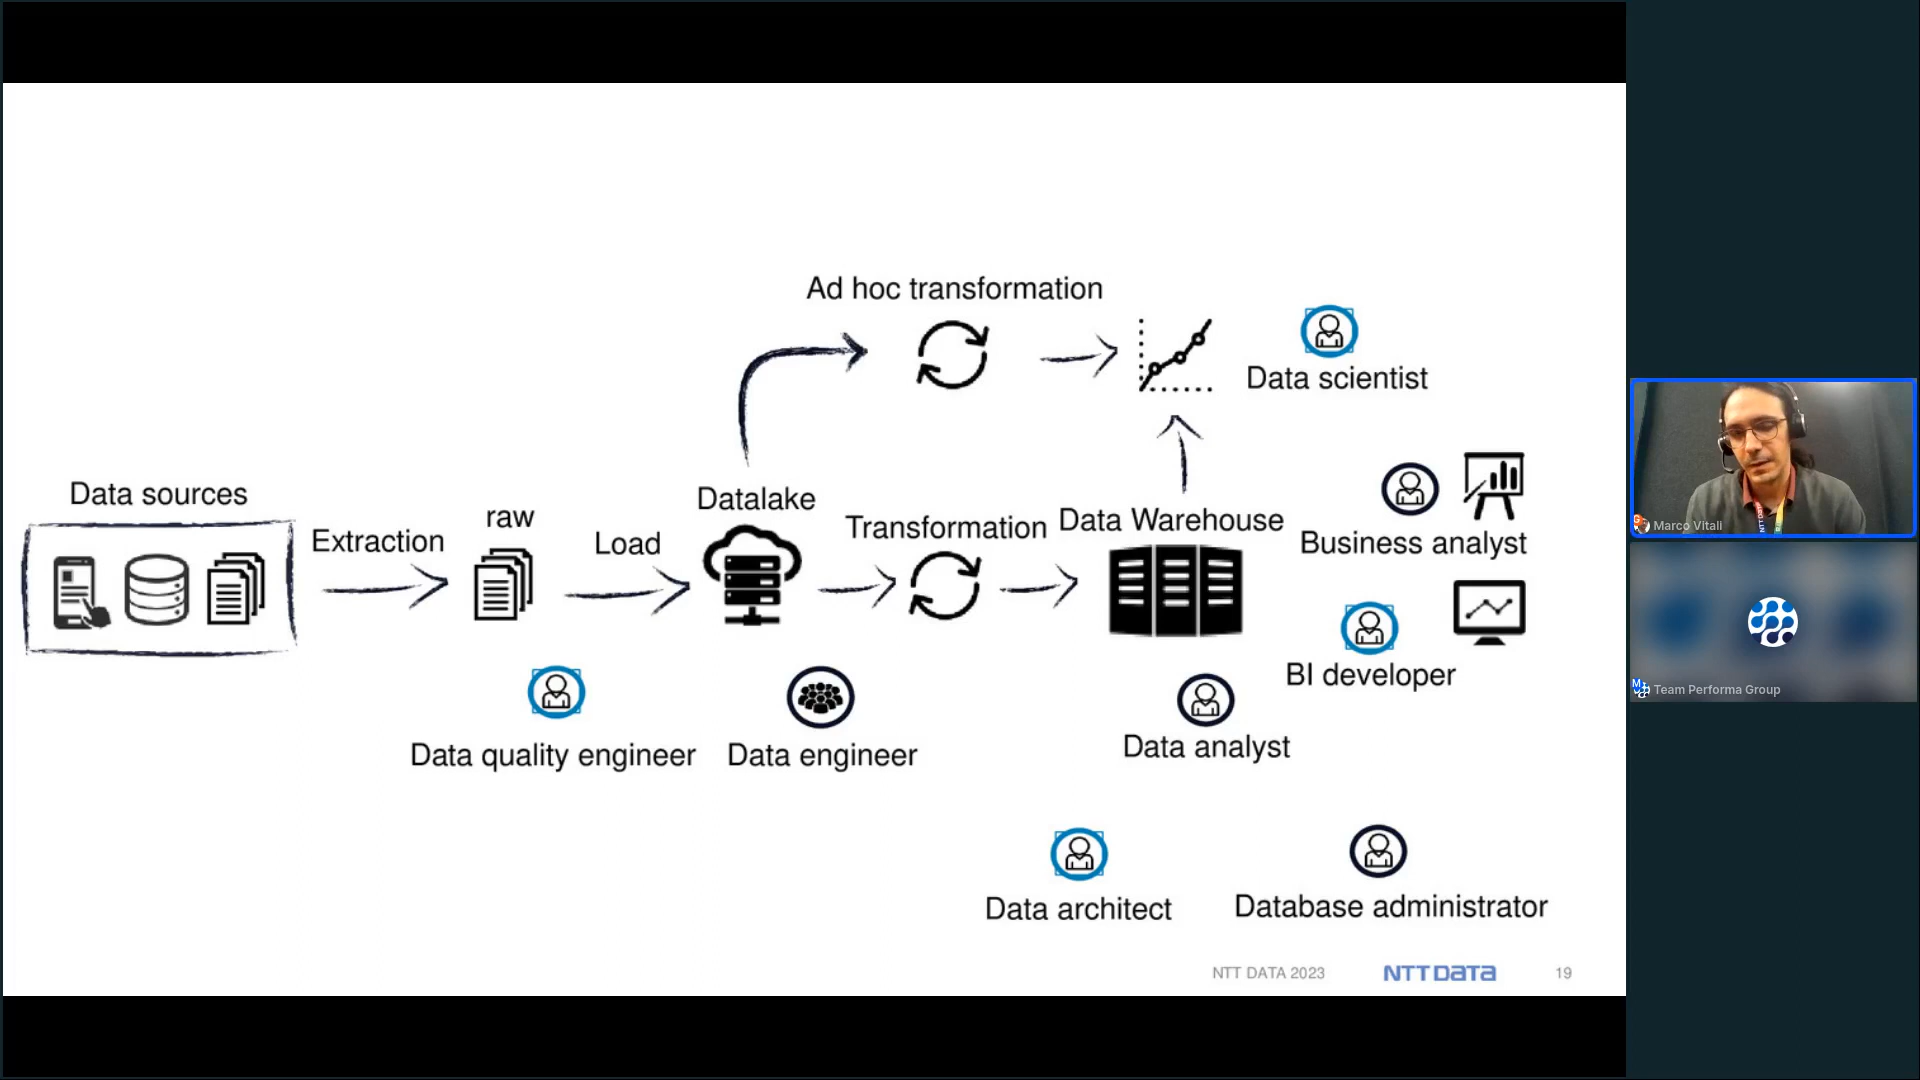 Ad hoc transformation
Data scientist
Data sources
Extraction
raw
Load
Datalake
Transformation
Data Warehouse
Business analyst
BI developer
Data quality engineer
Data engineer
Data analyst
Data architect
Database administrator
NTT DATA 2023
NTT DATA
19
Marco Vitali
Team Performa Group